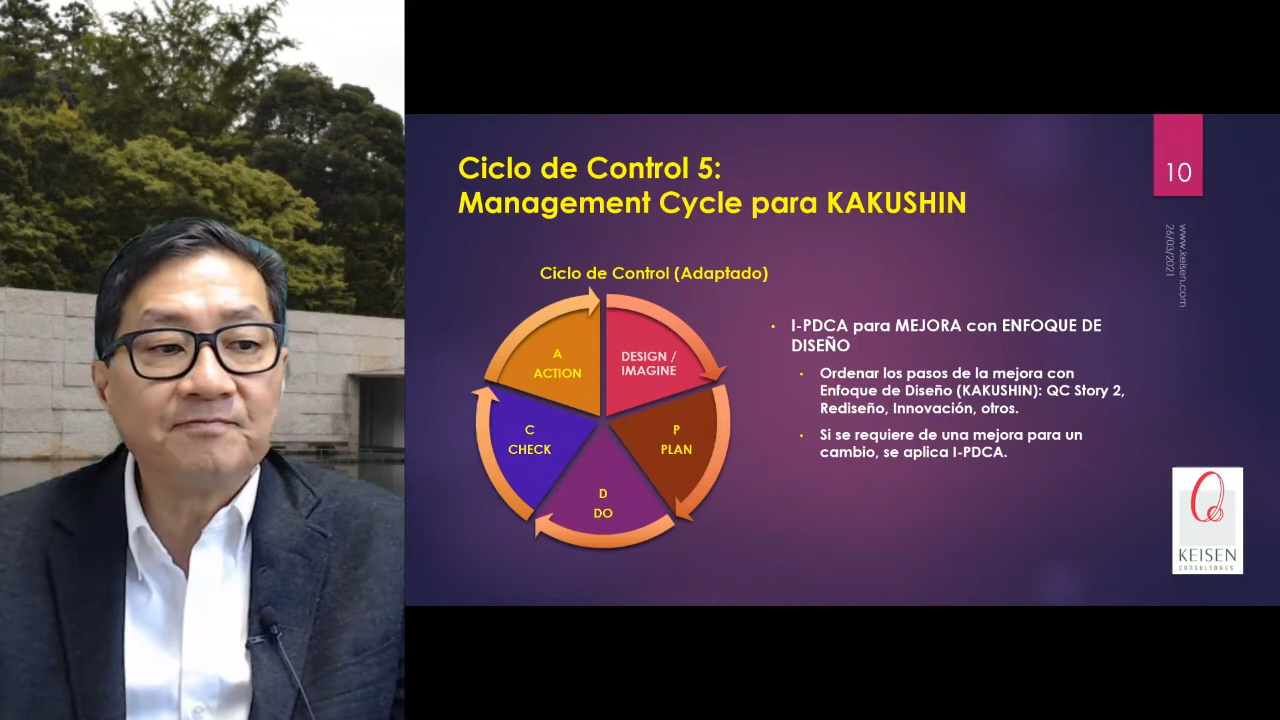 Ciclo de Control 5:
Management Cycle para KAKUSHIN
10
www.keisen.com
26/03/2021
Ciclo de Control (Adaptado)
DESIGN /
IMAGINE
P
PLAN
D
DO
C
CHECK
A
ACTION
• I-PDCA para MEJORA con ENFOQUE DE
DISEÑO
• Ordenar los pasos de la mejora con
Enfoque de Diseño (KAKUSHIN): QC Story 2,
Rediseño, Innovación, otros.
• Si se requiere de una mejora para un
cambio, se aplica I-PDCA.
KEISEN
CONSULTORES